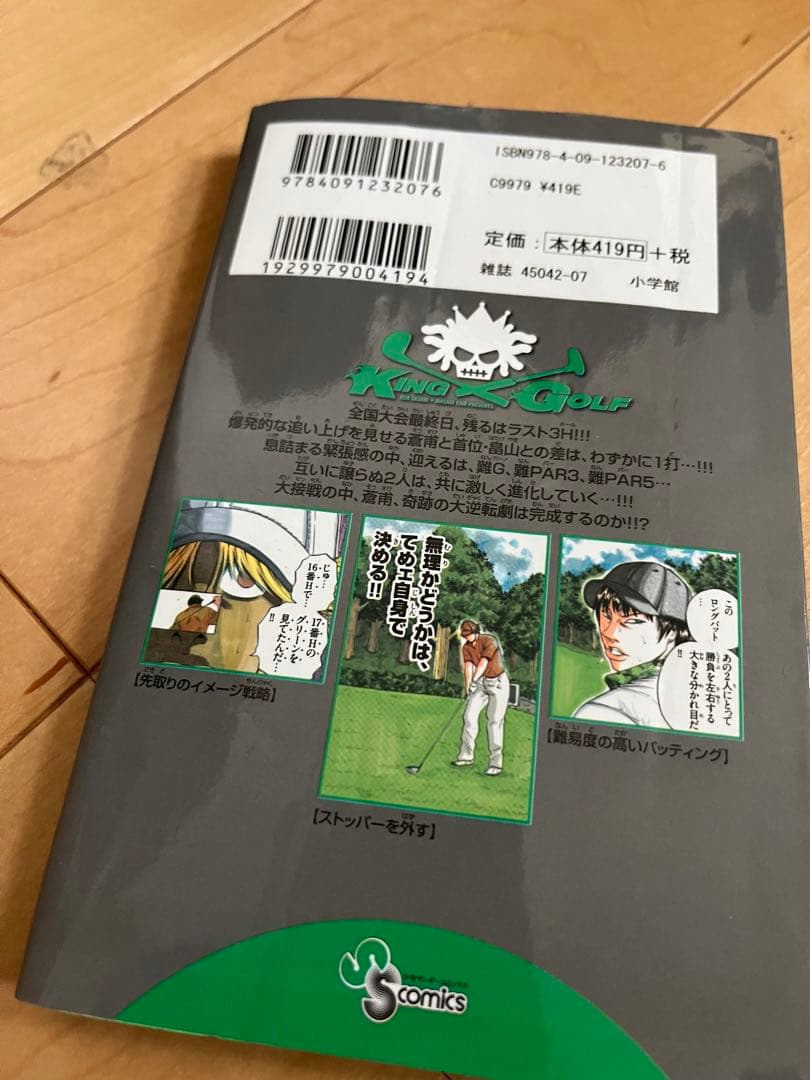 ISBN978-4-09-123207-6
9784091232076
C9979 ¥419E
定価：本体419円+税
1929979004194
雑誌 45042-07 小学館
KING GOLF
全国大会最終日、残るはラスト3H!!!
爆発的な追い上げを見せる蒼甫と首位・畠山との差は、わずかに1打…!!!
息詰まる緊張感の中、迎えるは、難G、難PAR3、難PAR5…
互いに譲らぬ2人は、共に激しく進化していく…!!!
大接戦の中、蒼甫、奇跡の大逆転劇は完成するのか!!?
じゅ…
16番Hで…
17番Hの
グリーンを
見てたんだ…
!!
【先取りのイメージ戦略】
無理かどうかは、
てめェ自身で
決める!!
【ストッパーを外す】
この
ロングパット
…
あの2人にとって
勝負を左右する
大きな分かれ目だ
!!
【難易度の高いパッティング】
S comics